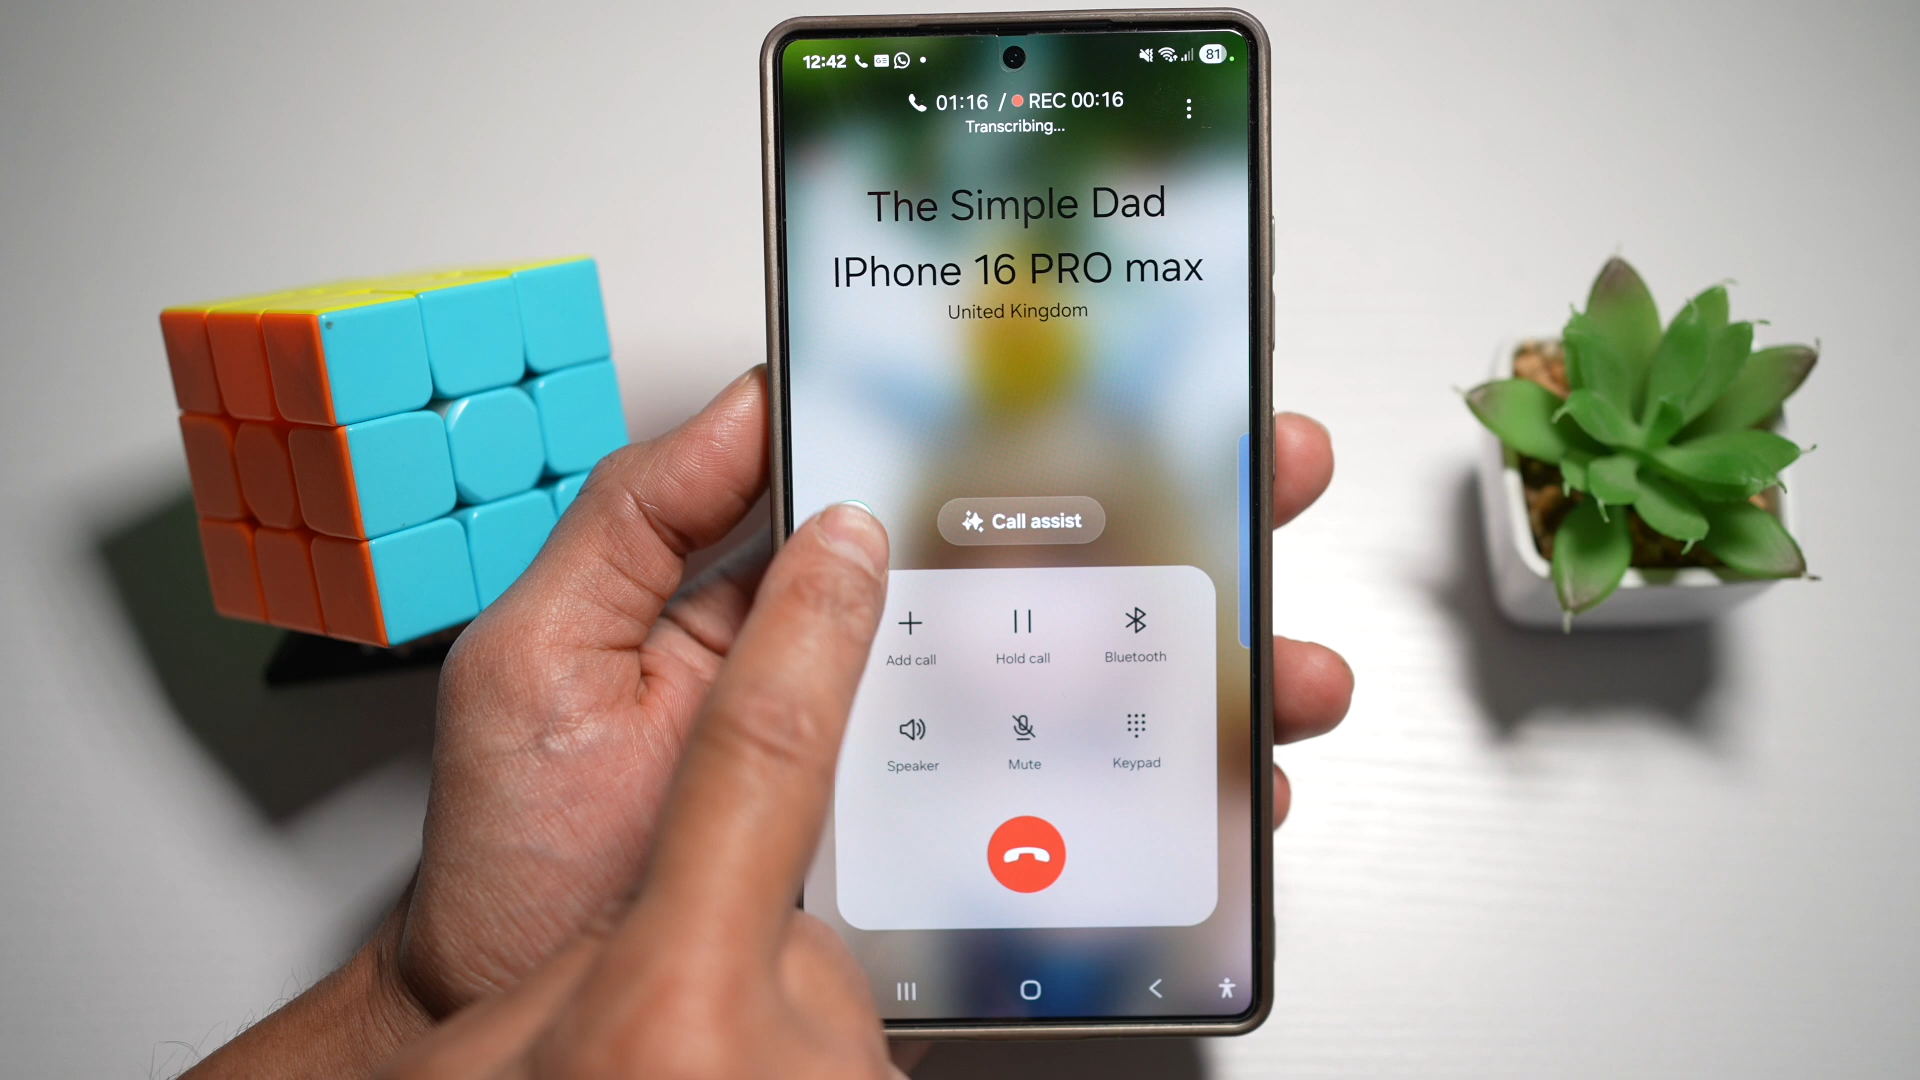 12:42
81
01:16 / REC 00:16
Transcribing...
The Simple Dad
IPhone 16 PRO max
United Kingdom
Call assist
Add call
Hold call
Bluetooth
Speaker
Mute
Keypad